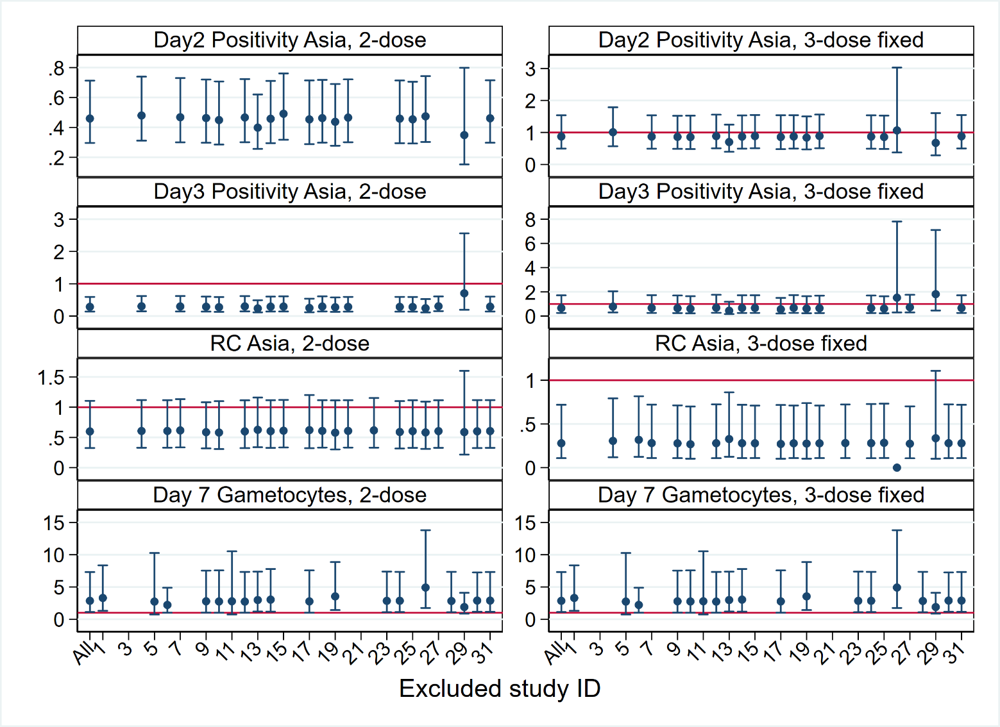 Day2 Positivity Asia, 2-dose
.8
.6
.4
.2
Day2 Positivity Asia, 3-dose fixed
3
2
1
0
Day3 Positivity Asia, 2-dose
3
2
1
0
Day3 Positivity Asia, 3-dose fixed
8
6
4
2
0
RC Asia, 2-dose
1.5
1
.5
0
RC Asia, 3-dose fixed
1
.5
0
Day 7 Gametocytes, 2-dose
15
10
5
0
All 1 3 5 7 9 11 13 15 17 19 21 23 25 27 29 31
Day 7 Gametocytes, 3-dose fixed
15
10
5
0
All 1 3 5 7 9 11 13 15 17 19 21 23 25 27 29 31
Excluded study ID